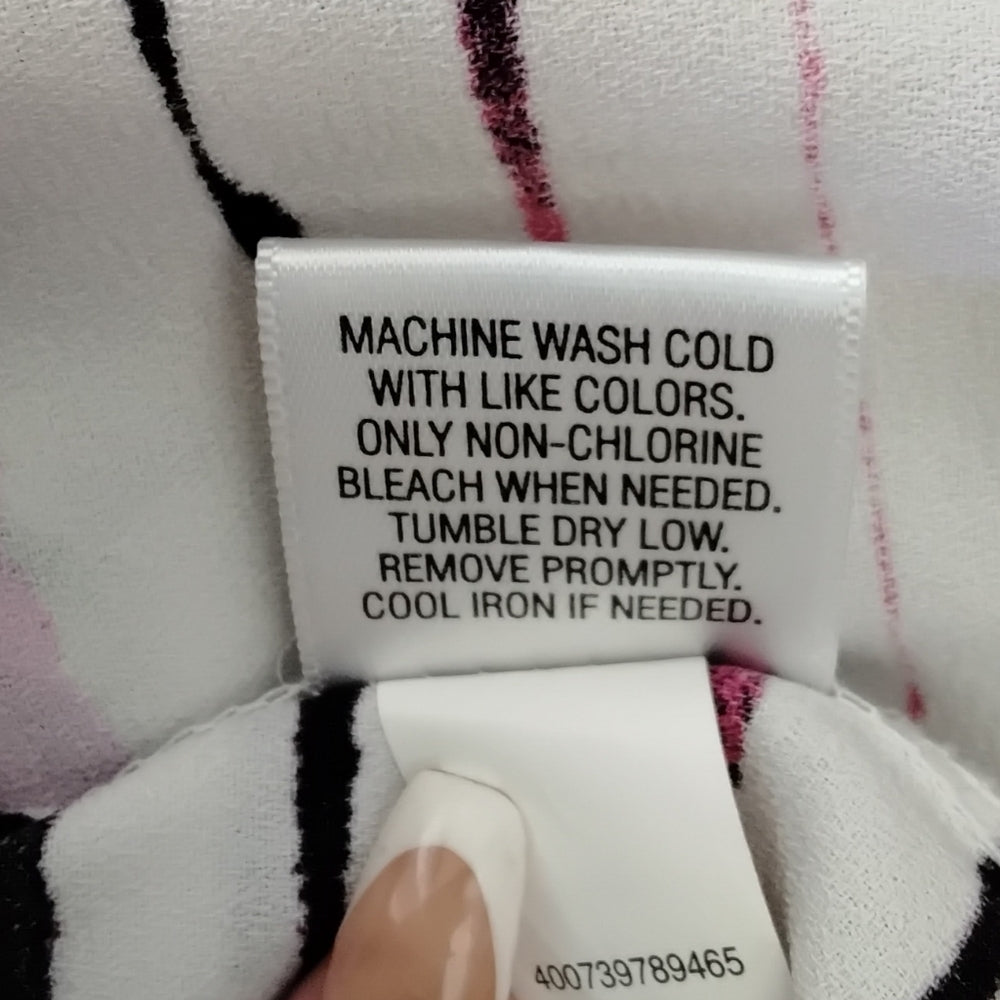 MACHINE WASH COLD
WITH LIKE COLORS.
ONLY NON-CHLORINE
BLEACH WHEN NEEDED.
TUMBLE DRY LOW.
REMOVE PROMPTLY.
COOL IRON IF NEEDED.
400739789465